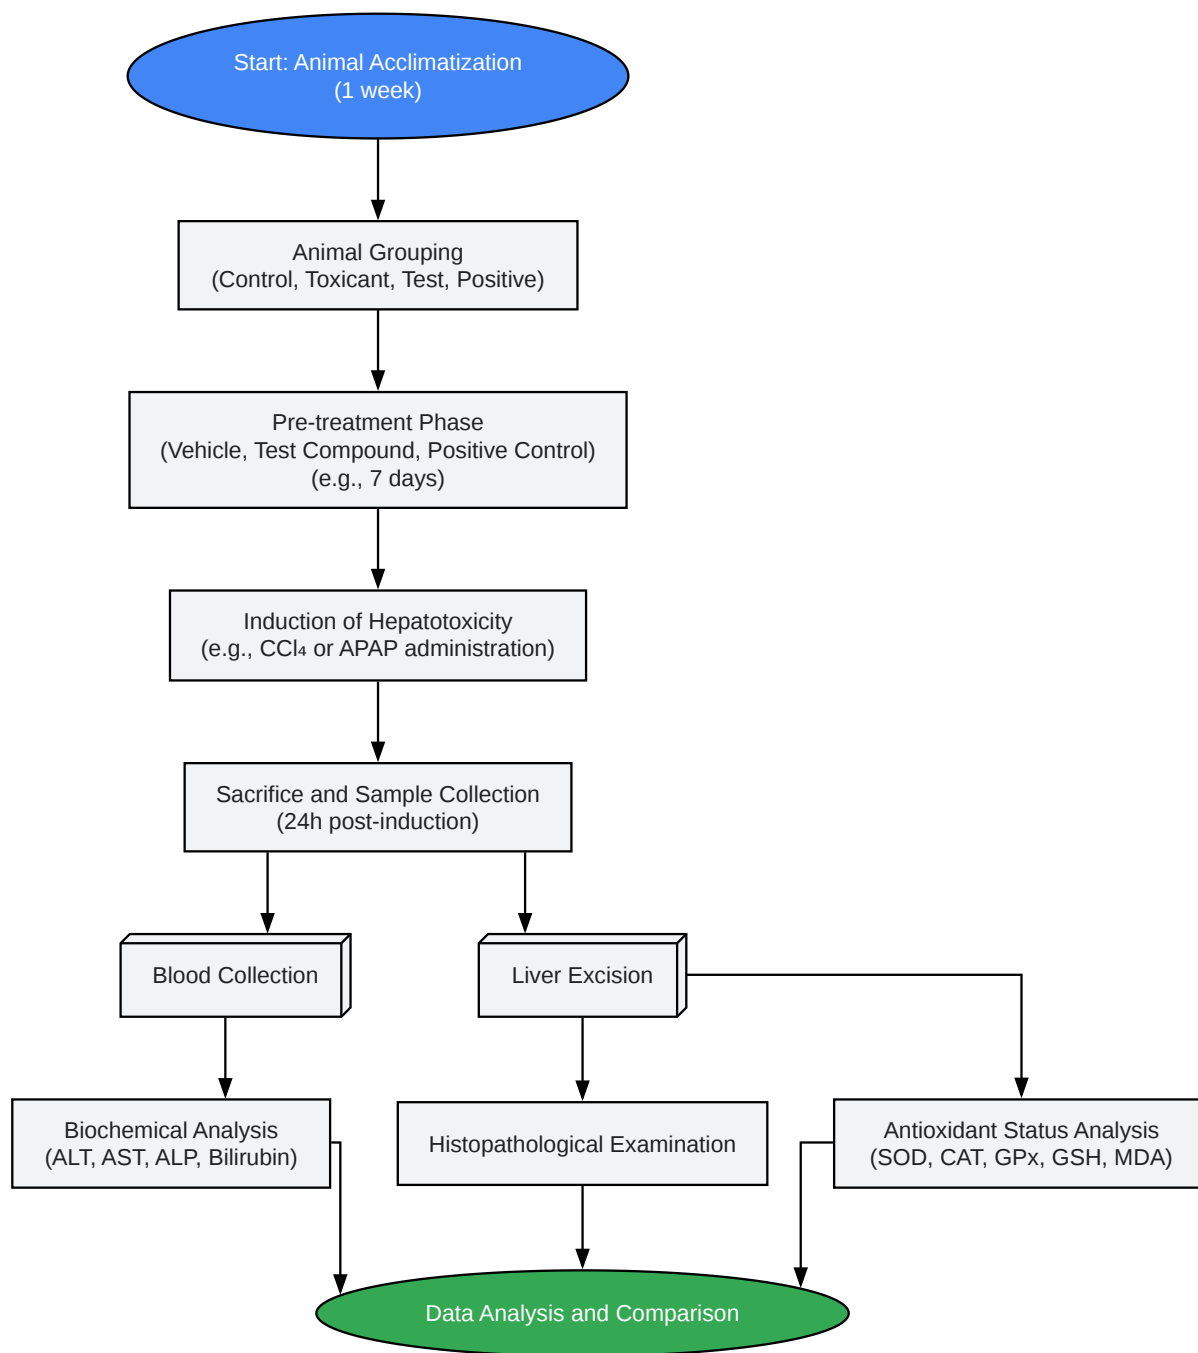 Start: Animal Acclimatization
(1 week)
Animal Grouping
(Control, Toxicant, Test, Positive)
Pre-treatment Phase
(Vehicle, Test Compound, Positive Control)
(e.g., 7 days)
Induction of Hepatotoxicity
(e.g., CCl₄ or APAP administration)
Sacrifice and Sample Collection
(24h post-induction)
Blood Collection
Liver Excision
Biochemical Analysis
(ALT, AST, ALP, Bilirubin)
Histopathological Examination
Antioxidant Status Analysis
(SOD, CAT, GPx, GSH, MDA)
Data Analysis and Comparison